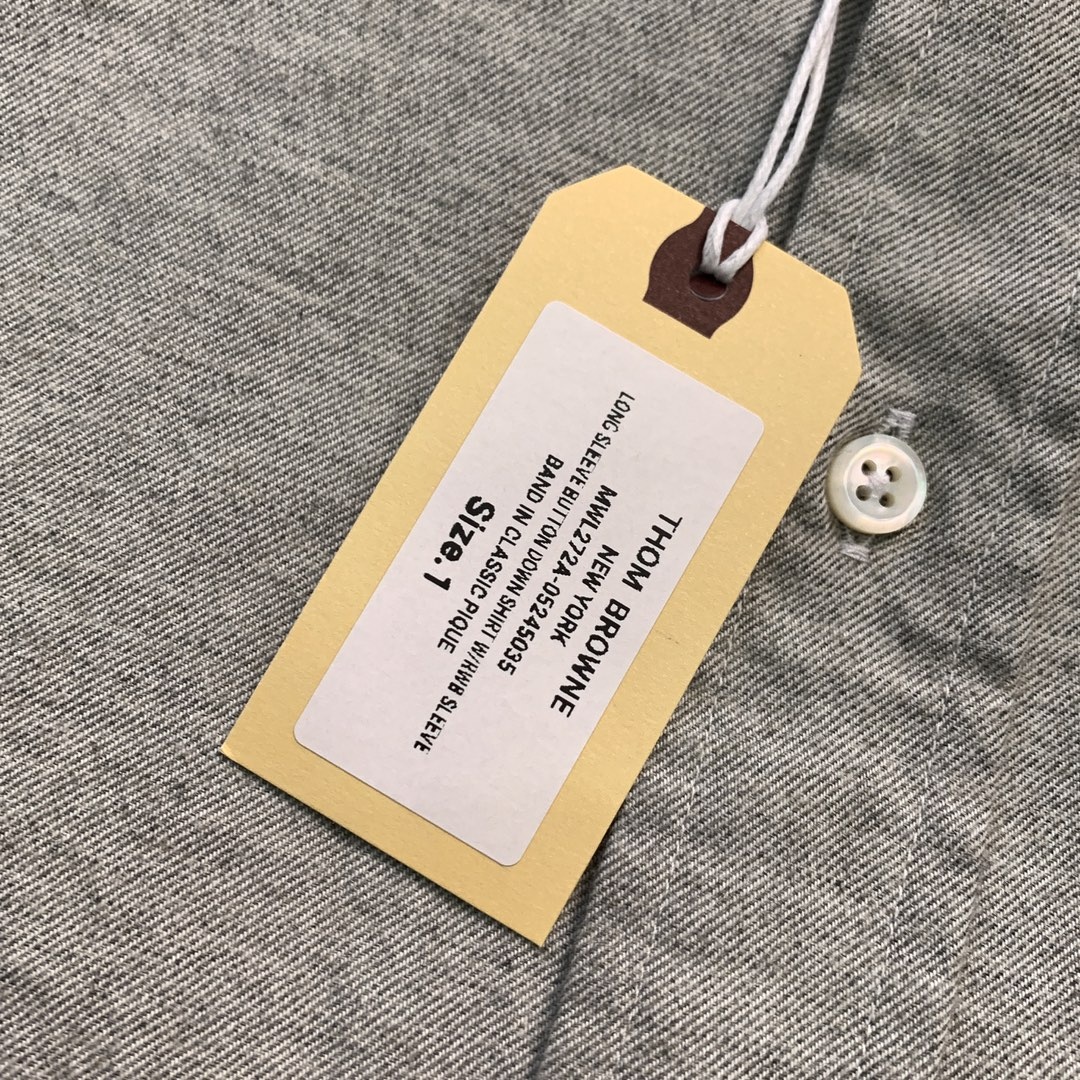 THOM BROWNE
NEW YORK
MWL272A-05245035
LONG SLEEVE BUTTON DOWN SHIRT W/RWB SLEEVE
BAND IN CLASSIC PIQUE
Size.1